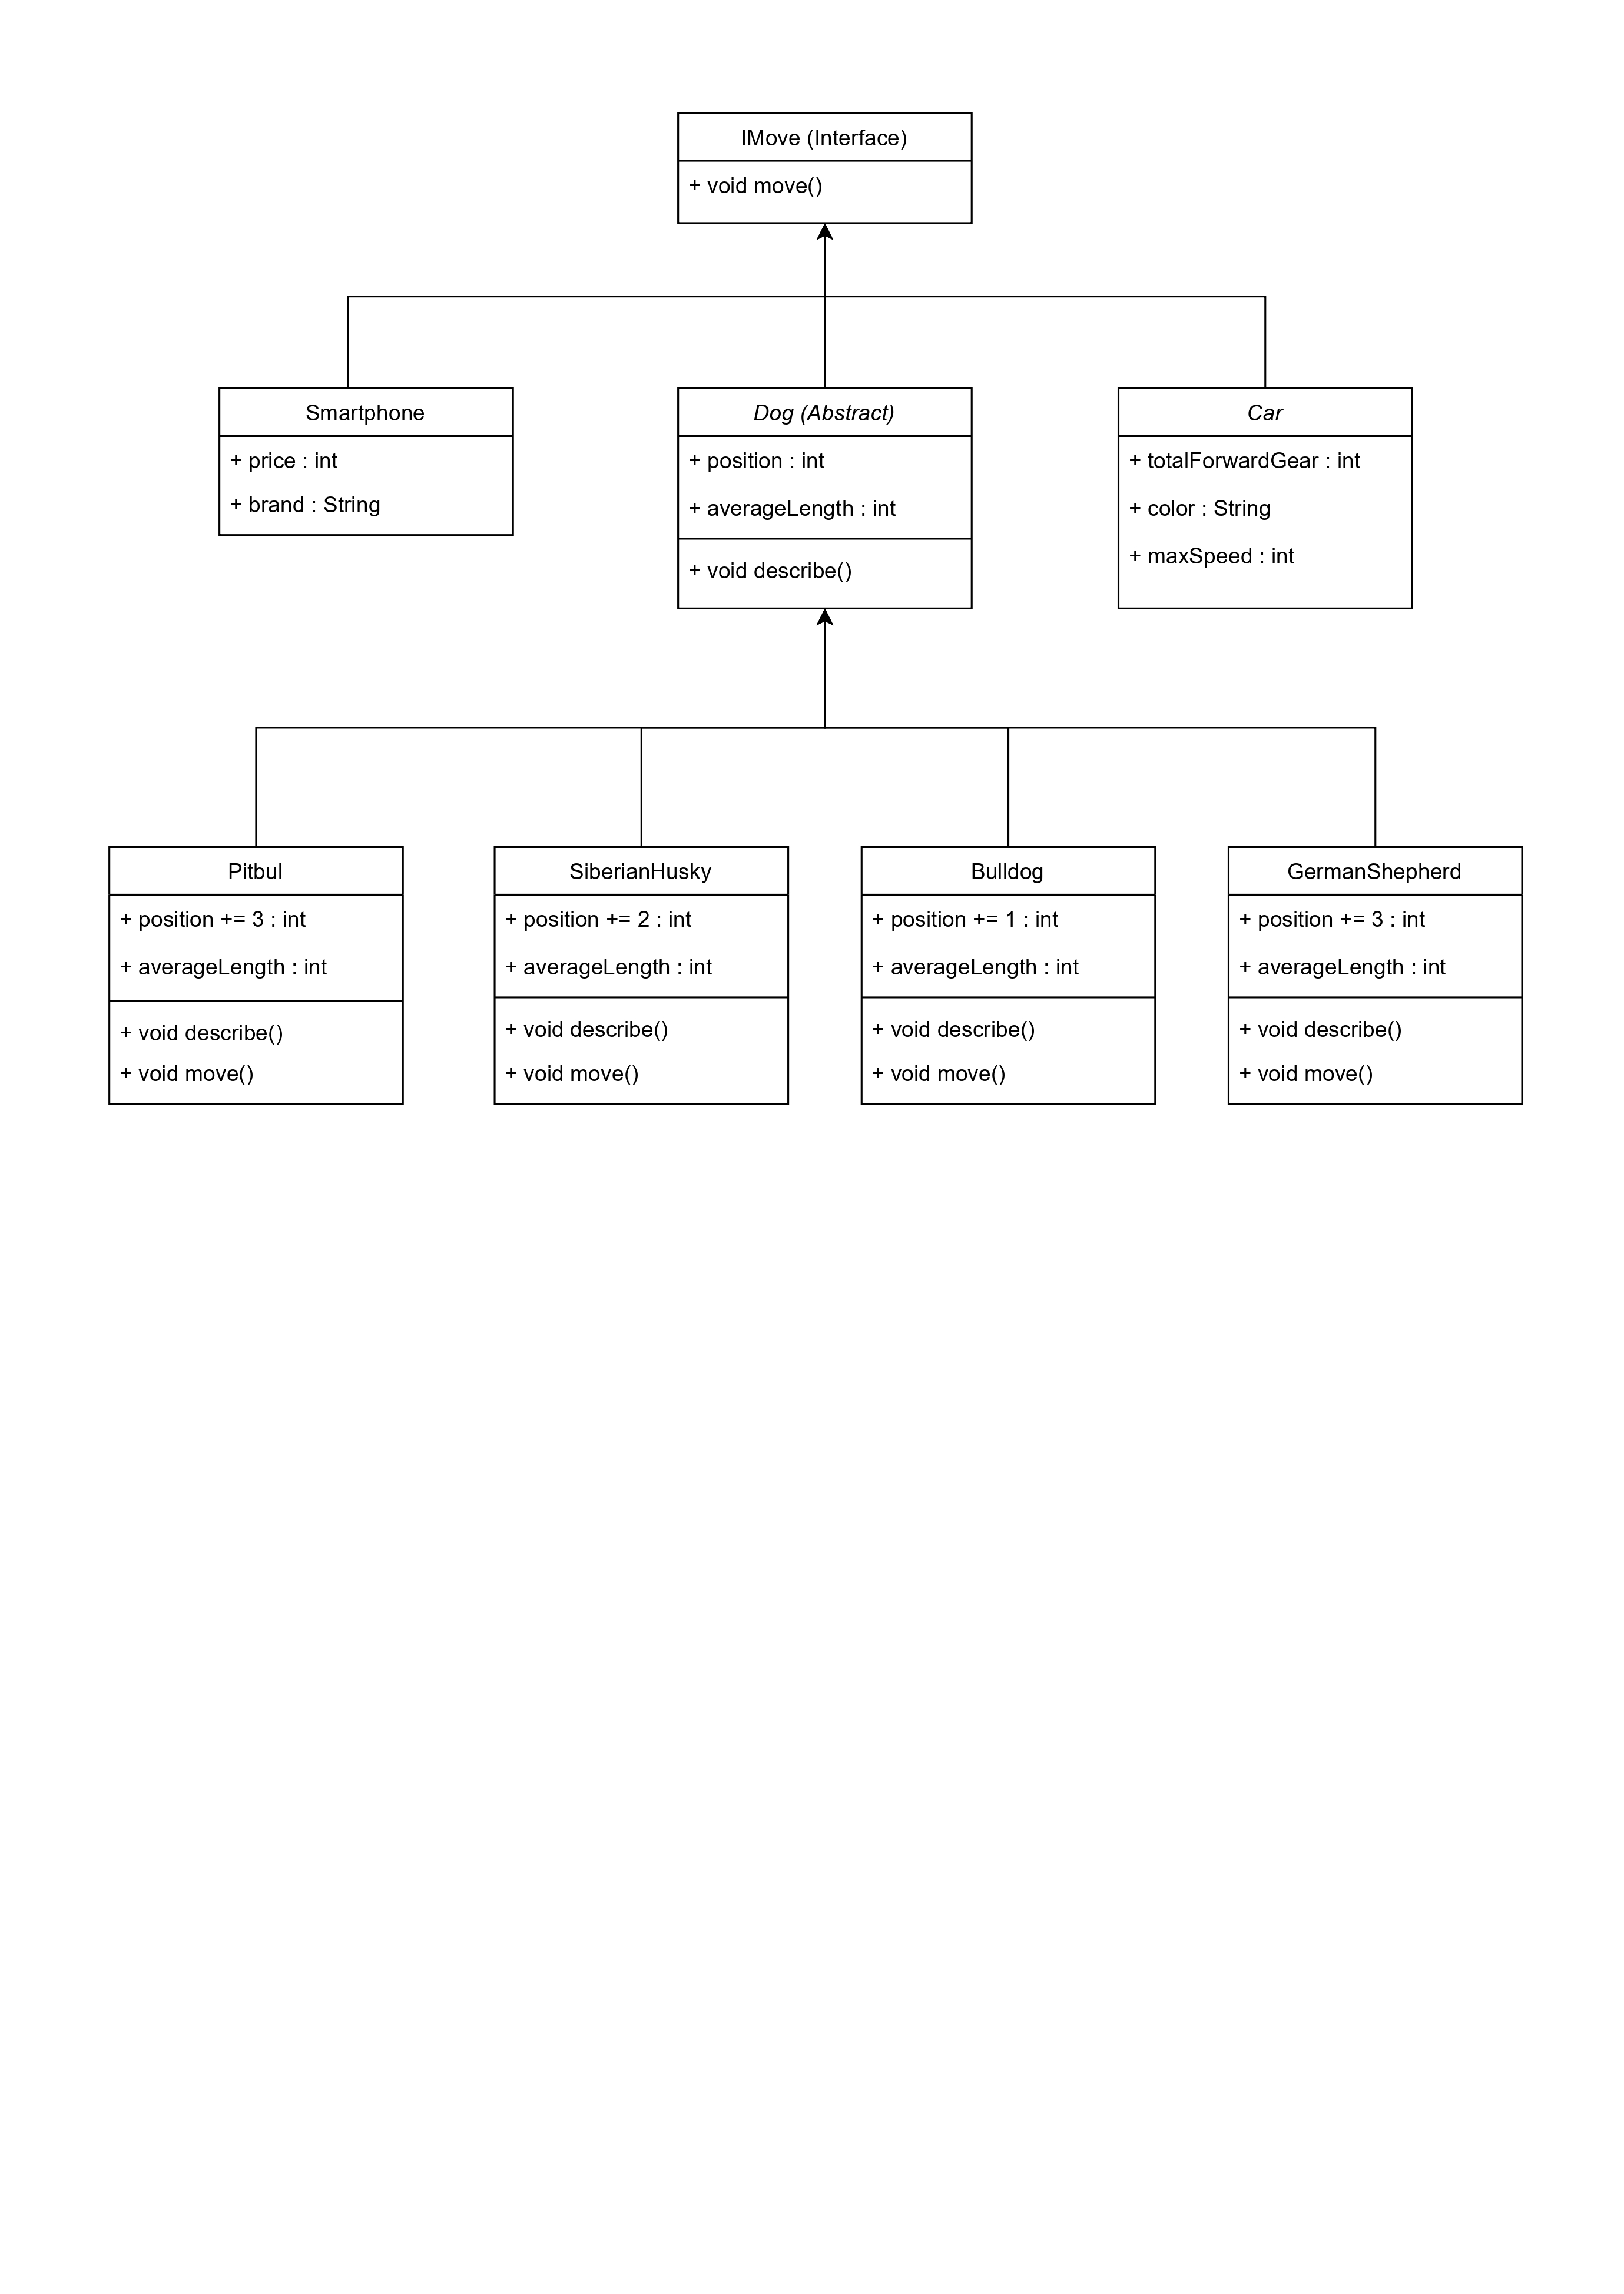 IMove (Interface)
+ void move()
Smartphone
+ price : int
+ brand : String
Dog (Abstract)
+ position : int
+ averageLength : int
+ void describe()
Car
+ totalForwardGear : int
+ color : String
+ maxSpeed : int
Pitbul
+ position += 3 : int
+ averageLength : int
+ void describe()
+ void move()
SiberianHusky
+ position += 2 : int
+ averageLength : int
+ void describe()
+ void move()
Bulldog
+ position += 1 : int
+ averageLength : int
+ void describe()
+ void move()
GermanShepherd
+ position += 3 : int
+ averageLength : int
+ void describe()
+ void move()